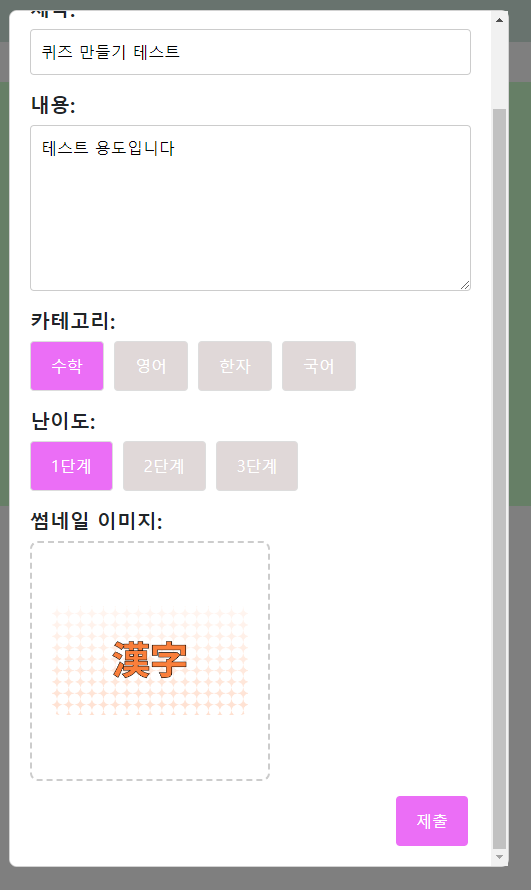 퀴즈 만들기 테스트
내용:
테스트 용도입니다
카테고리:
수학 영어 한자 국어
난이도:
1단계 2단계 3단계
썸네일 이미지:
漢字
제출